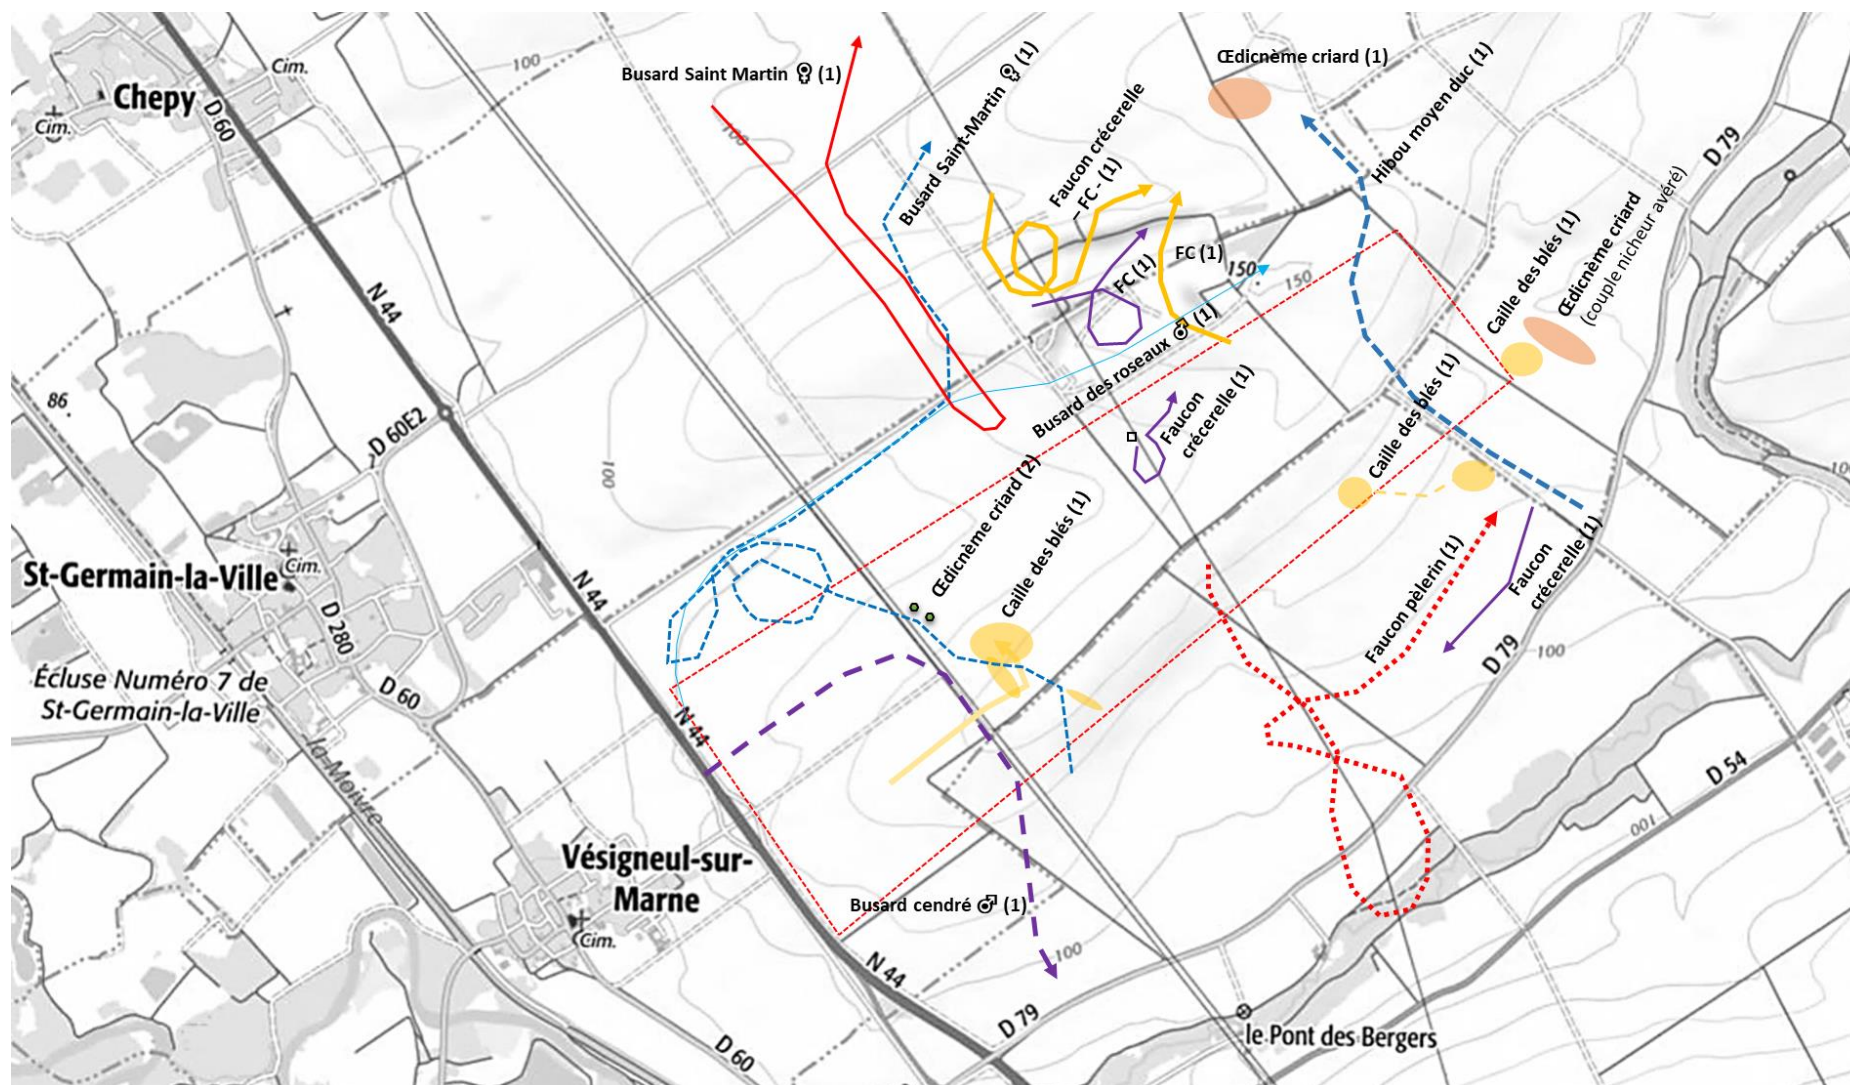 Chepy
Cim.
Cim.
D 60
100
Busard Saint Martin (1)
100
Busard Saint-Martin (1)
Faucon crécerelle
– FC - (1)
Œdicnème criard (1)
Hibou moyen duc (1)
D 79
FC (1)
FC (1)
150
150
Busard des roseaux (1)
Caille des blés (1)
Œdicnème criard
(couple nicheur avéré)
N 44
86
D 60E2
100
Faucon
crécerelle (1)
Caille des blés (1)
100
Œdicnème criard (2)
Caille des blés (1)
St-Germain-la-Ville
Cim.
D 280
N 44
Faucon pèlerin (1)
Faucon
crécerelle (1)
D 79
100
Écluse Numéro 7 de
St-Germain-la-Ville
D 60
N 44
la Moivre
D 54
001
Vésigneul-sur-
Marne
Cim.
Busard cendré (1)
100
N 44
D 79
D 60
le Pont des Bergers